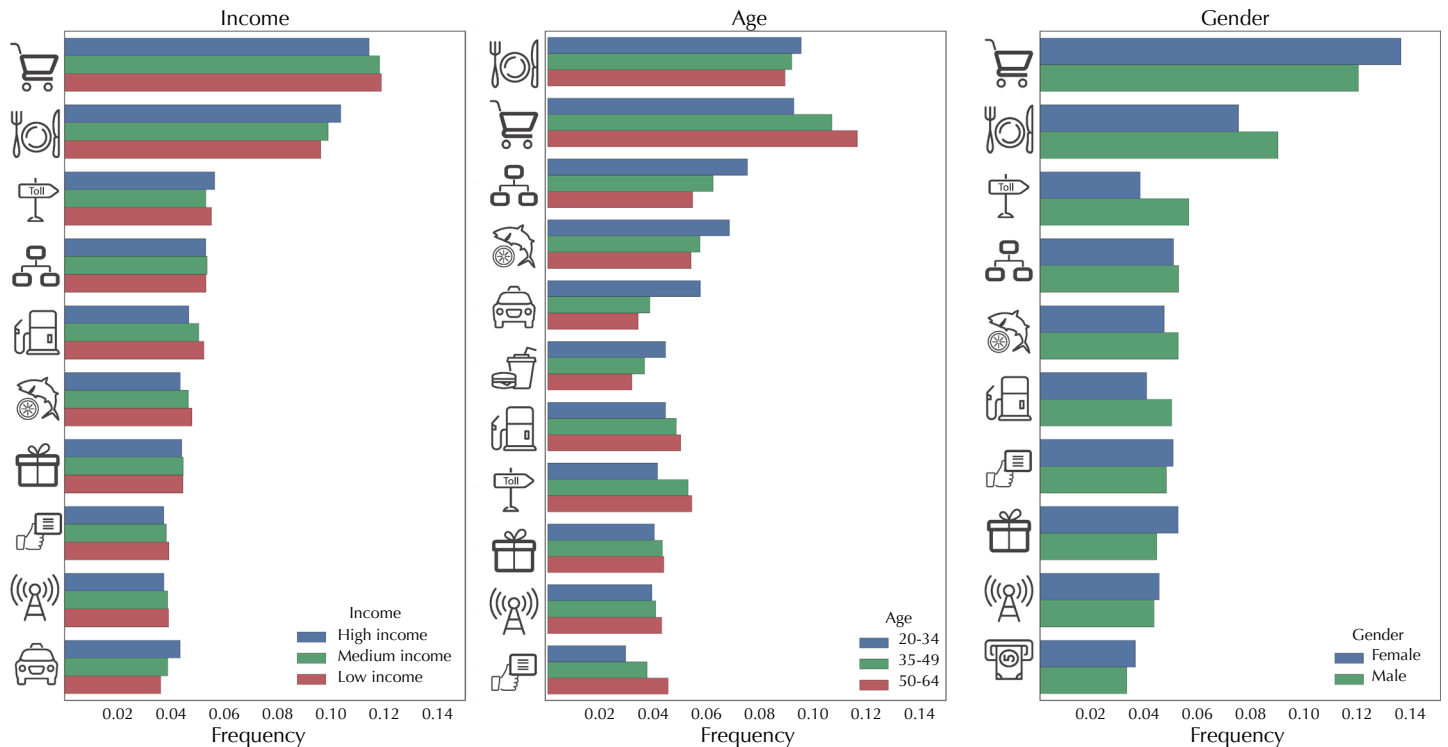 Income
Toll
Income
High income
Medium income
Low income
0.02 0.04 0.06 0.08 0.10 0.12 0.14
Frequency
Age
Toll
Age
20-34
35-49
50-64
0.02 0.04 0.06 0.08 0.10 0.12 0.14
Frequency
Gender
Toll
5
Gender
Female
Male
0.02 0.04 0.06 0.08 0.10 0.12 0.14
Frequency